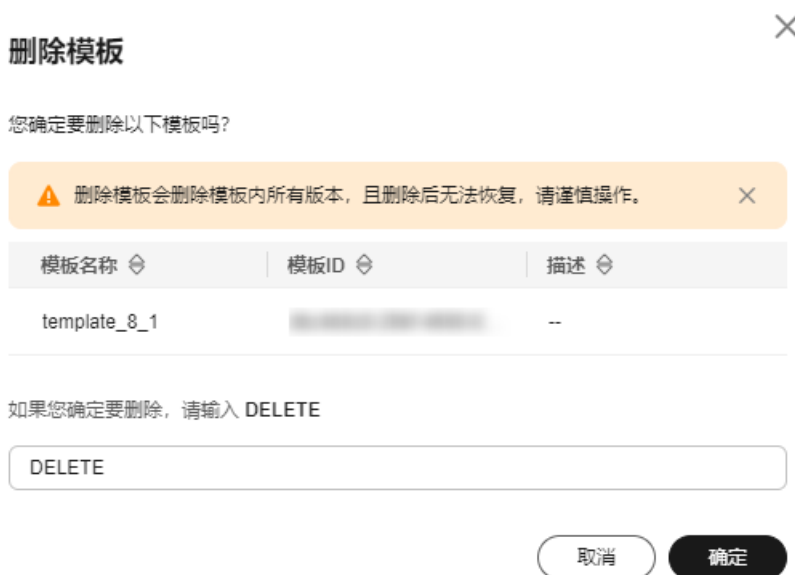 删除模板
您确定要删除以下模板吗?
删除模板会删除模板内所有版本，且删除后无法恢复，请谨慎操作。
模板名称 模板ID 描述
template_8_1 --
如果您确定要删除，请输入 DELETE
DELETE
取消 确定